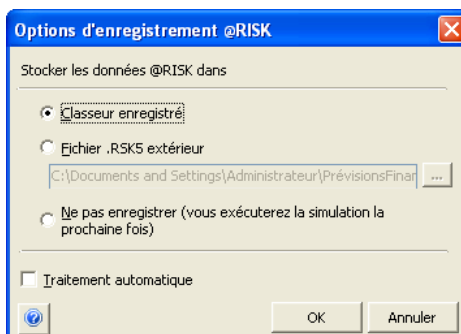 Options d'enregistrement @RISK
Stocker les données @RISK dans
Classeur enregistré
Fichier .RSK5 extérieur
C:\Documents and Settings\Administrateur\PrévisionsFinar
...
Ne pas enregistrer (vous exécuterez la simulation la
prochaine fois)
Traitement automatique
OK
Annuler